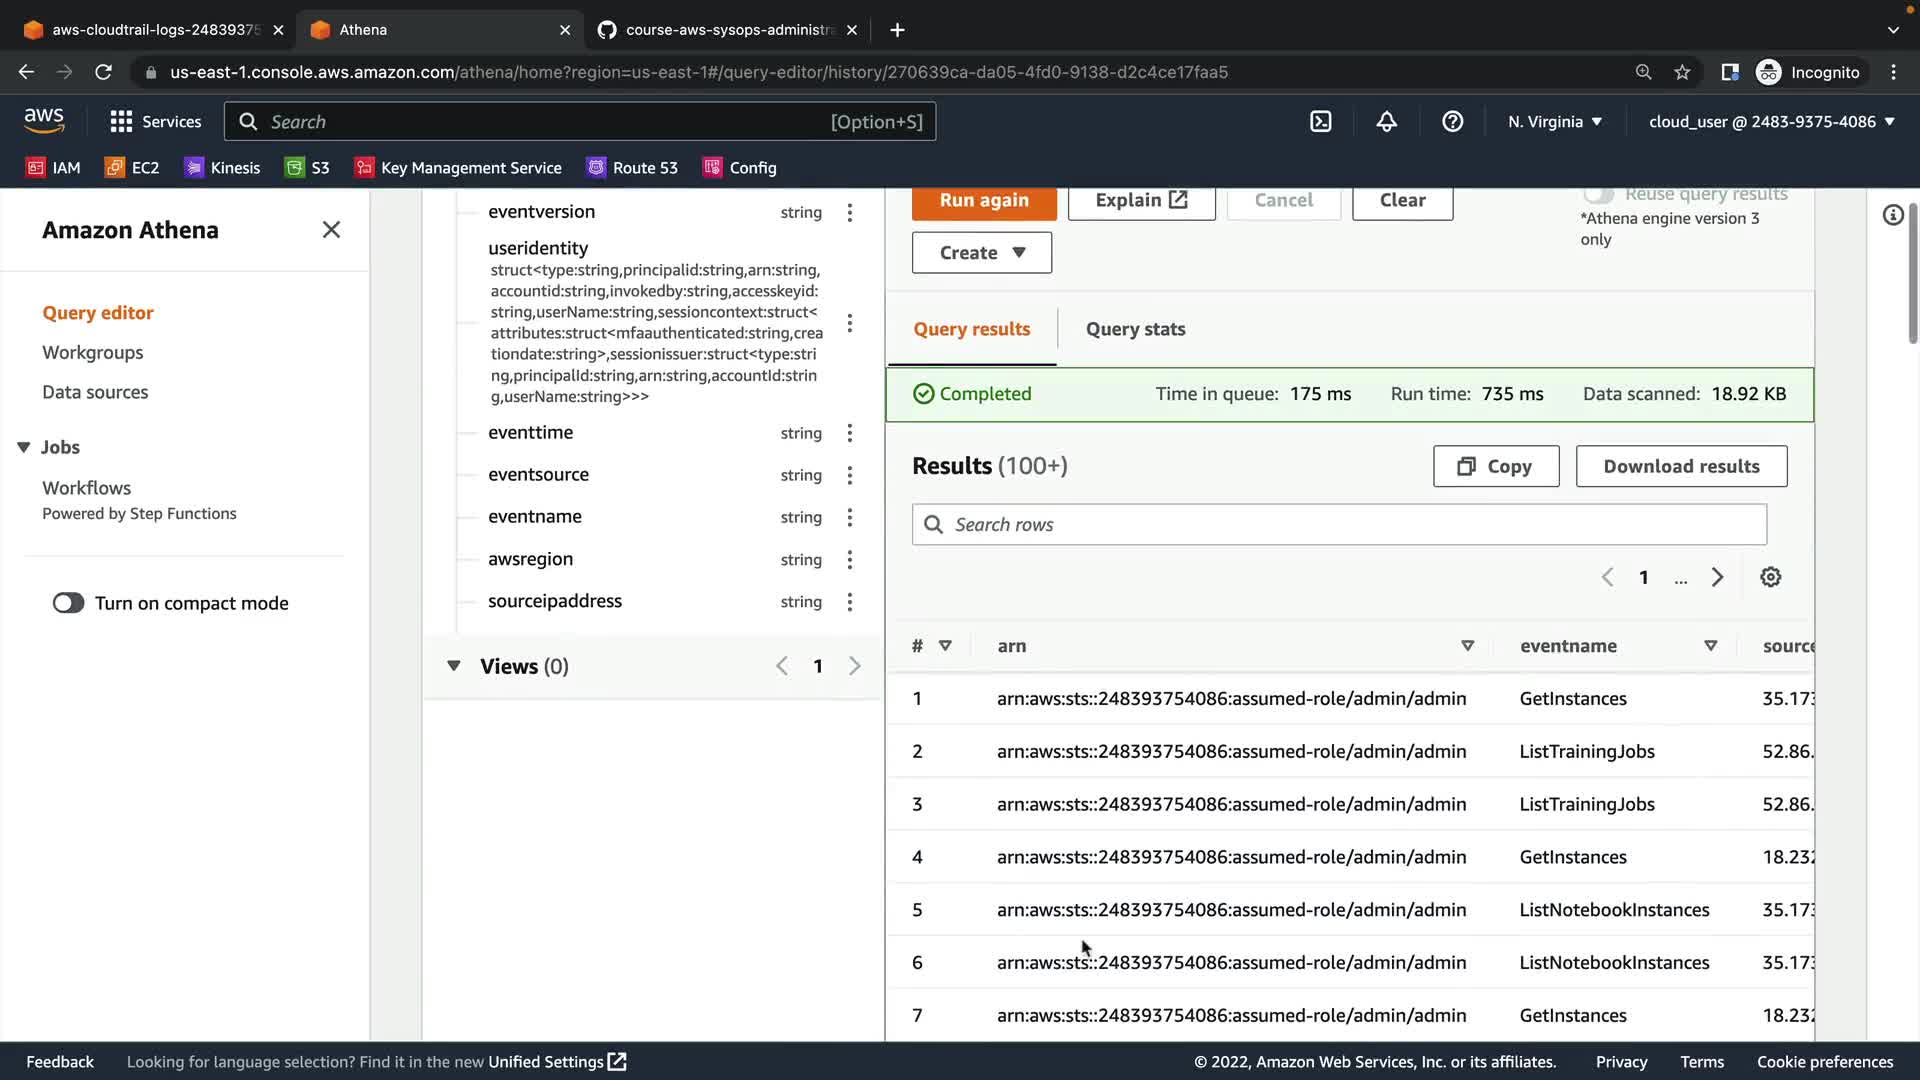 aws-cloudtrail-logs-24839375
Athena
course-aws-sysops-administra
us-east-1.console.aws.amazon.com/athena/home?region=us-east-1#/query-editor/history/270639ca-da05-4fd0-9138-d2c4ce17faa5
Incognito
aws
Services
Search
[Option+S]
N. Virginia
cloud_user @ 2483-9375-4086
IAM
EC2
Kinesis
S3
Key Management Service
Route 53
Config
Amazon Athena
Query editor
Workgroups
Data sources
Jobs
Workflows
Powered by Step Functions
Turn on compact mode
eventversion string
useridentity
struct<type:string,principalid:string,arn:string,
accountid:string,invokedby:string,accesskeyid:
string,userName:string,sessioncontext:struct<
attributes:struct<mfaauthenticated:string,crea
tiondate:string>,sessionissuer:struct<type:stri
ng,principalId:string,arn:string,accountId:strin
g,userName:string>>>
eventtime string
eventsource string
eventname string
awsregion string
sourceipaddress string
Views (0)
1
Run again
Explain
Cancel
Clear
Reuse query results
*Athena engine version 3
only
Create
Query results
Query stats
Completed
Time in queue: 175 ms
Run time: 735 ms
Data scanned: 18.92 KB
Results (100+)
Copy
Download results
Search rows
1 ...
# arn eventname source
1 arn:aws:sts::248393754086:assumed-role/admin/admin GetInstances 35.173
2 arn:aws:sts::248393754086:assumed-role/admin/admin ListTrainingJobs 52.86.
3 arn:aws:sts::248393754086:assumed-role/admin/admin ListTrainingJobs 52.86.
4 arn:aws:sts::248393754086:assumed-role/admin/admin GetInstances 18.232
5 arn:aws:sts::248393754086:assumed-role/admin/admin ListNotebookInstances 35.173
6 arn:aws:sts::248393754086:assumed-role/admin/admin ListNotebookInstances 35.173
7 arn:aws:sts::248393754086:assumed-role/admin/admin GetInstances 18.232
Feedback
Looking for language selection? Find it in the new Unified Settings
© 2022, Amazon Web Services, Inc. or its affiliates.
Privacy
Terms
Cookie preferences